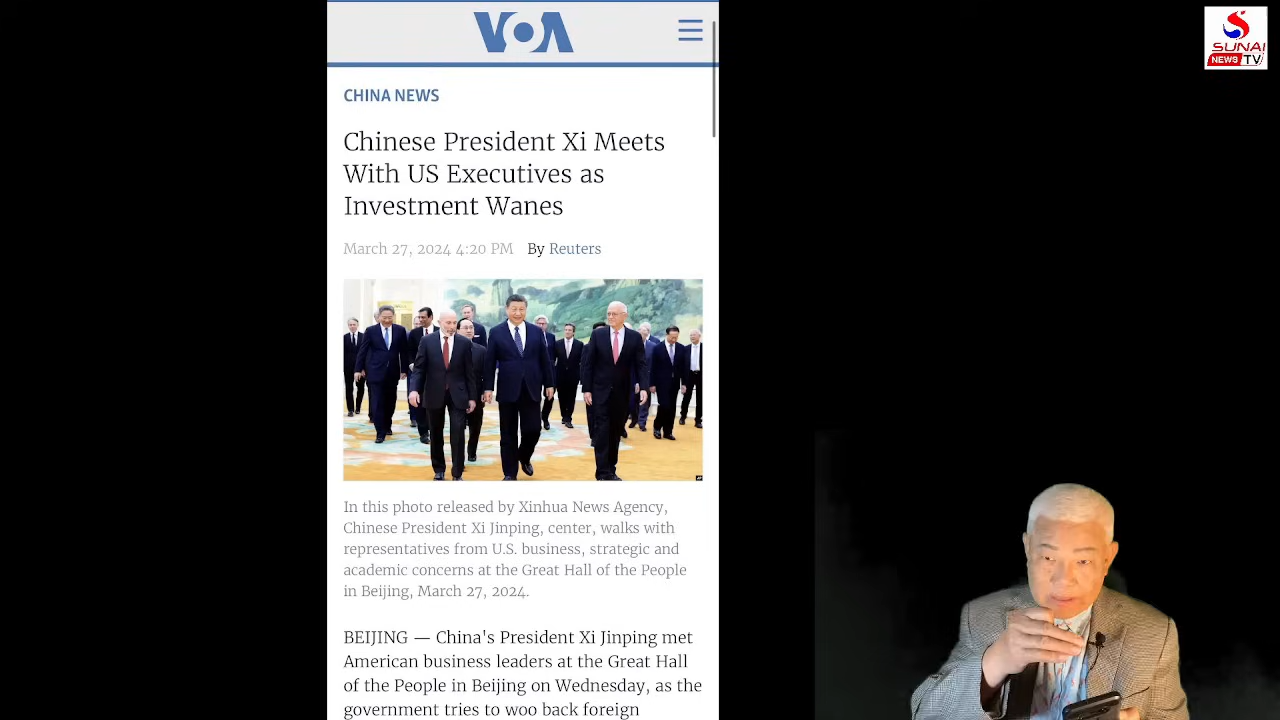 VOA
SUNAI
NEWS TV
CHINA NEWS
Chinese President Xi Meets
With US Executives as
Investment Wanes
March 27, 2024 4:20 PM By Reuters
In this photo released by Xinhua News Agency,
Chinese President Xi Jinping, center, walks with
representatives from U.S. business, strategic and
academic concerns at the Great Hall of the People
in Beijing, March 27, 2024.
BEIJING — China's President Xi Jinping met
American business leaders at the Great Hall
of the People in Beijing on Wednesday, as the
government tries to woo back foreign